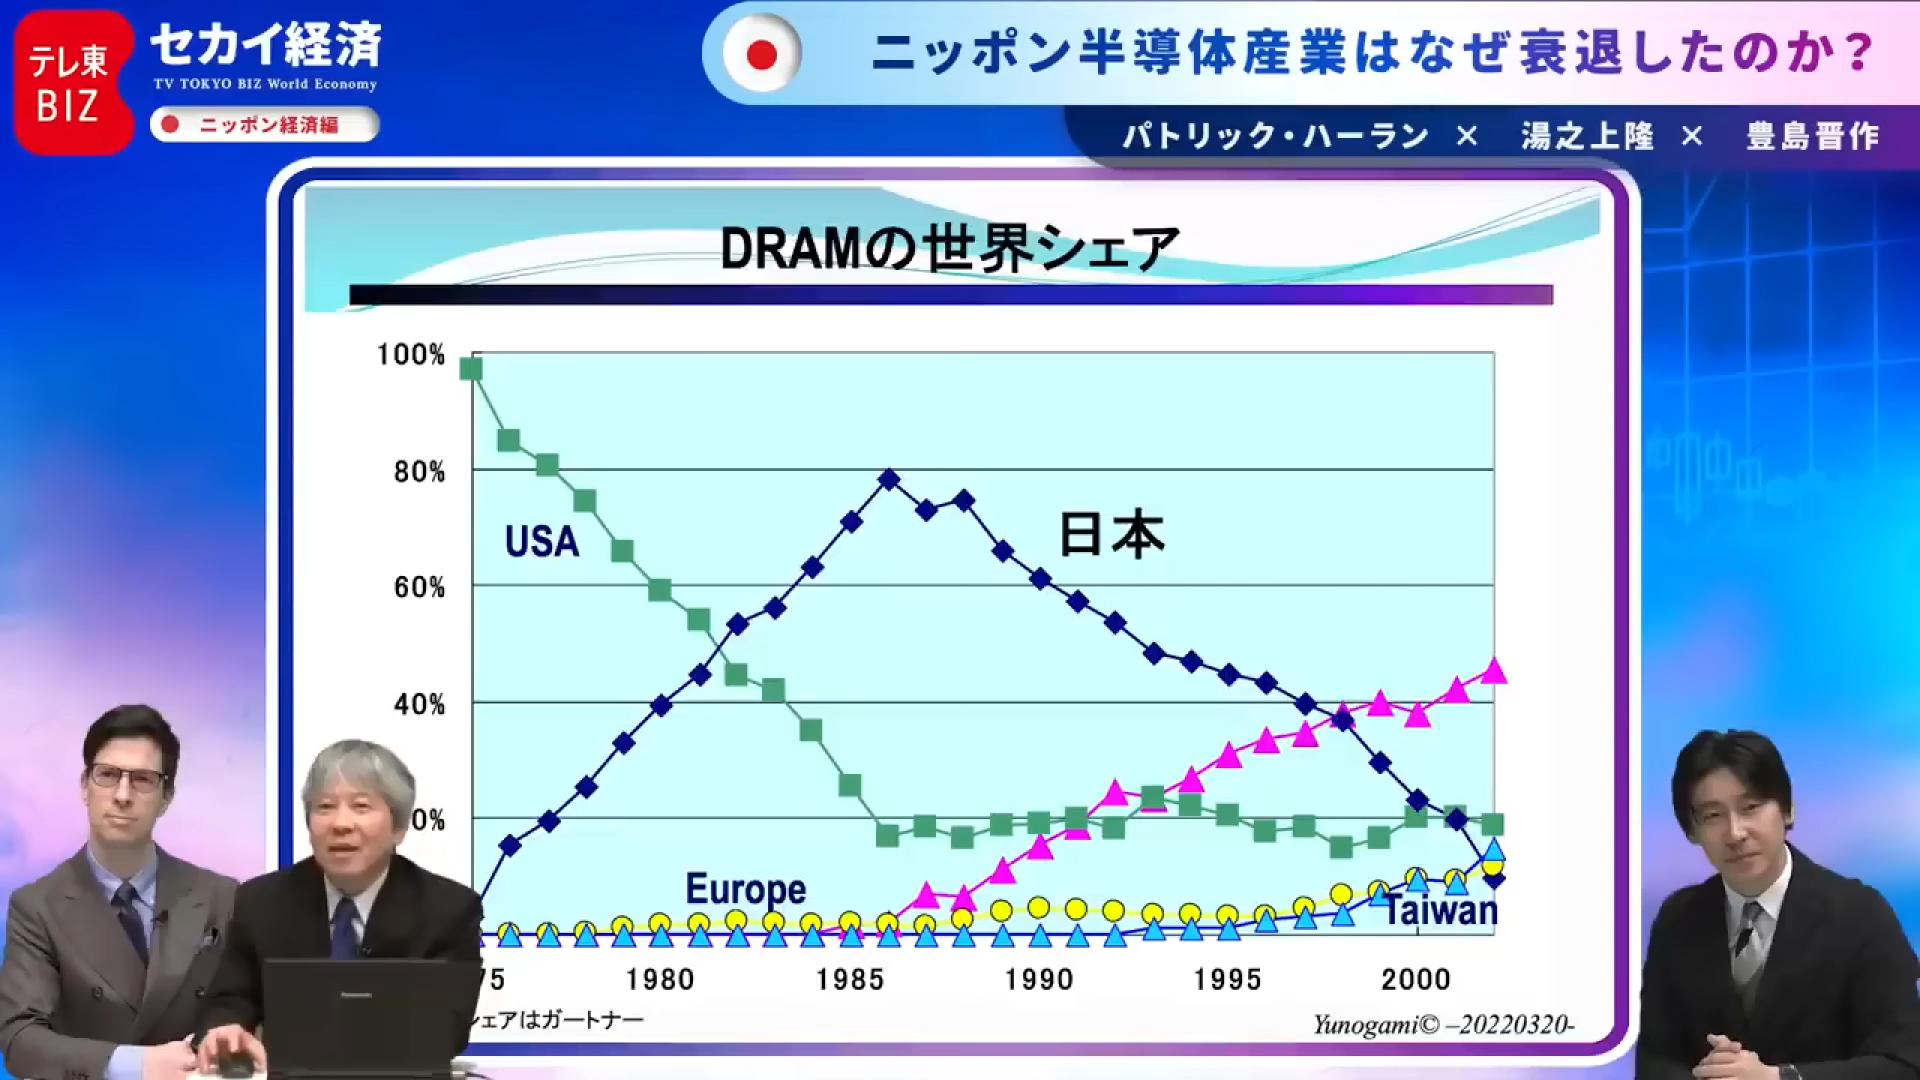 テレ東
BIZ
セカイ経済
TV TOKYO BIZ World Economy
ニッポン経済編
ニッポン半導体産業はなぜ衰退したのか？
パトリック・ハーラン × 湯之上隆 × 豊島晋作
DRAMの世界シェア
100%
80%
60%
40%
0%
USA
日本
Europe
Taiwan
75
1980
1985
1990
1995
2000
シェアはガートナー
Yunogami© –20220320-
Panasonic